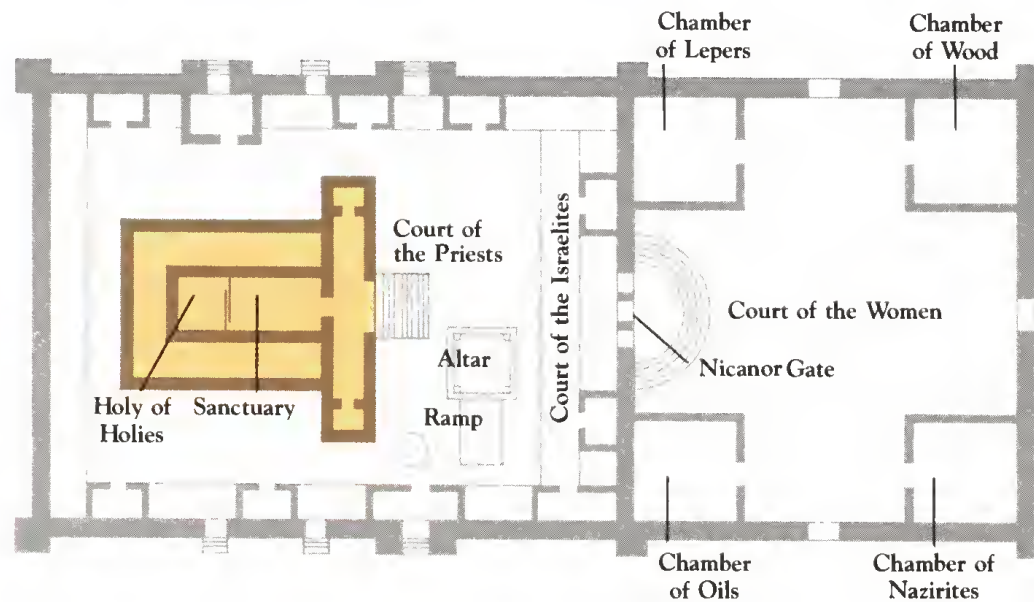 Chamber
of Lepers
Chamber
of Wood
Court of
the Priests
Court of the Israelites
Court of the Women
Altar
Nicanor Gate
Holy of
Holies
Sanctuary
Ramp
Chamber
of Oils
Chamber of
Nazirites